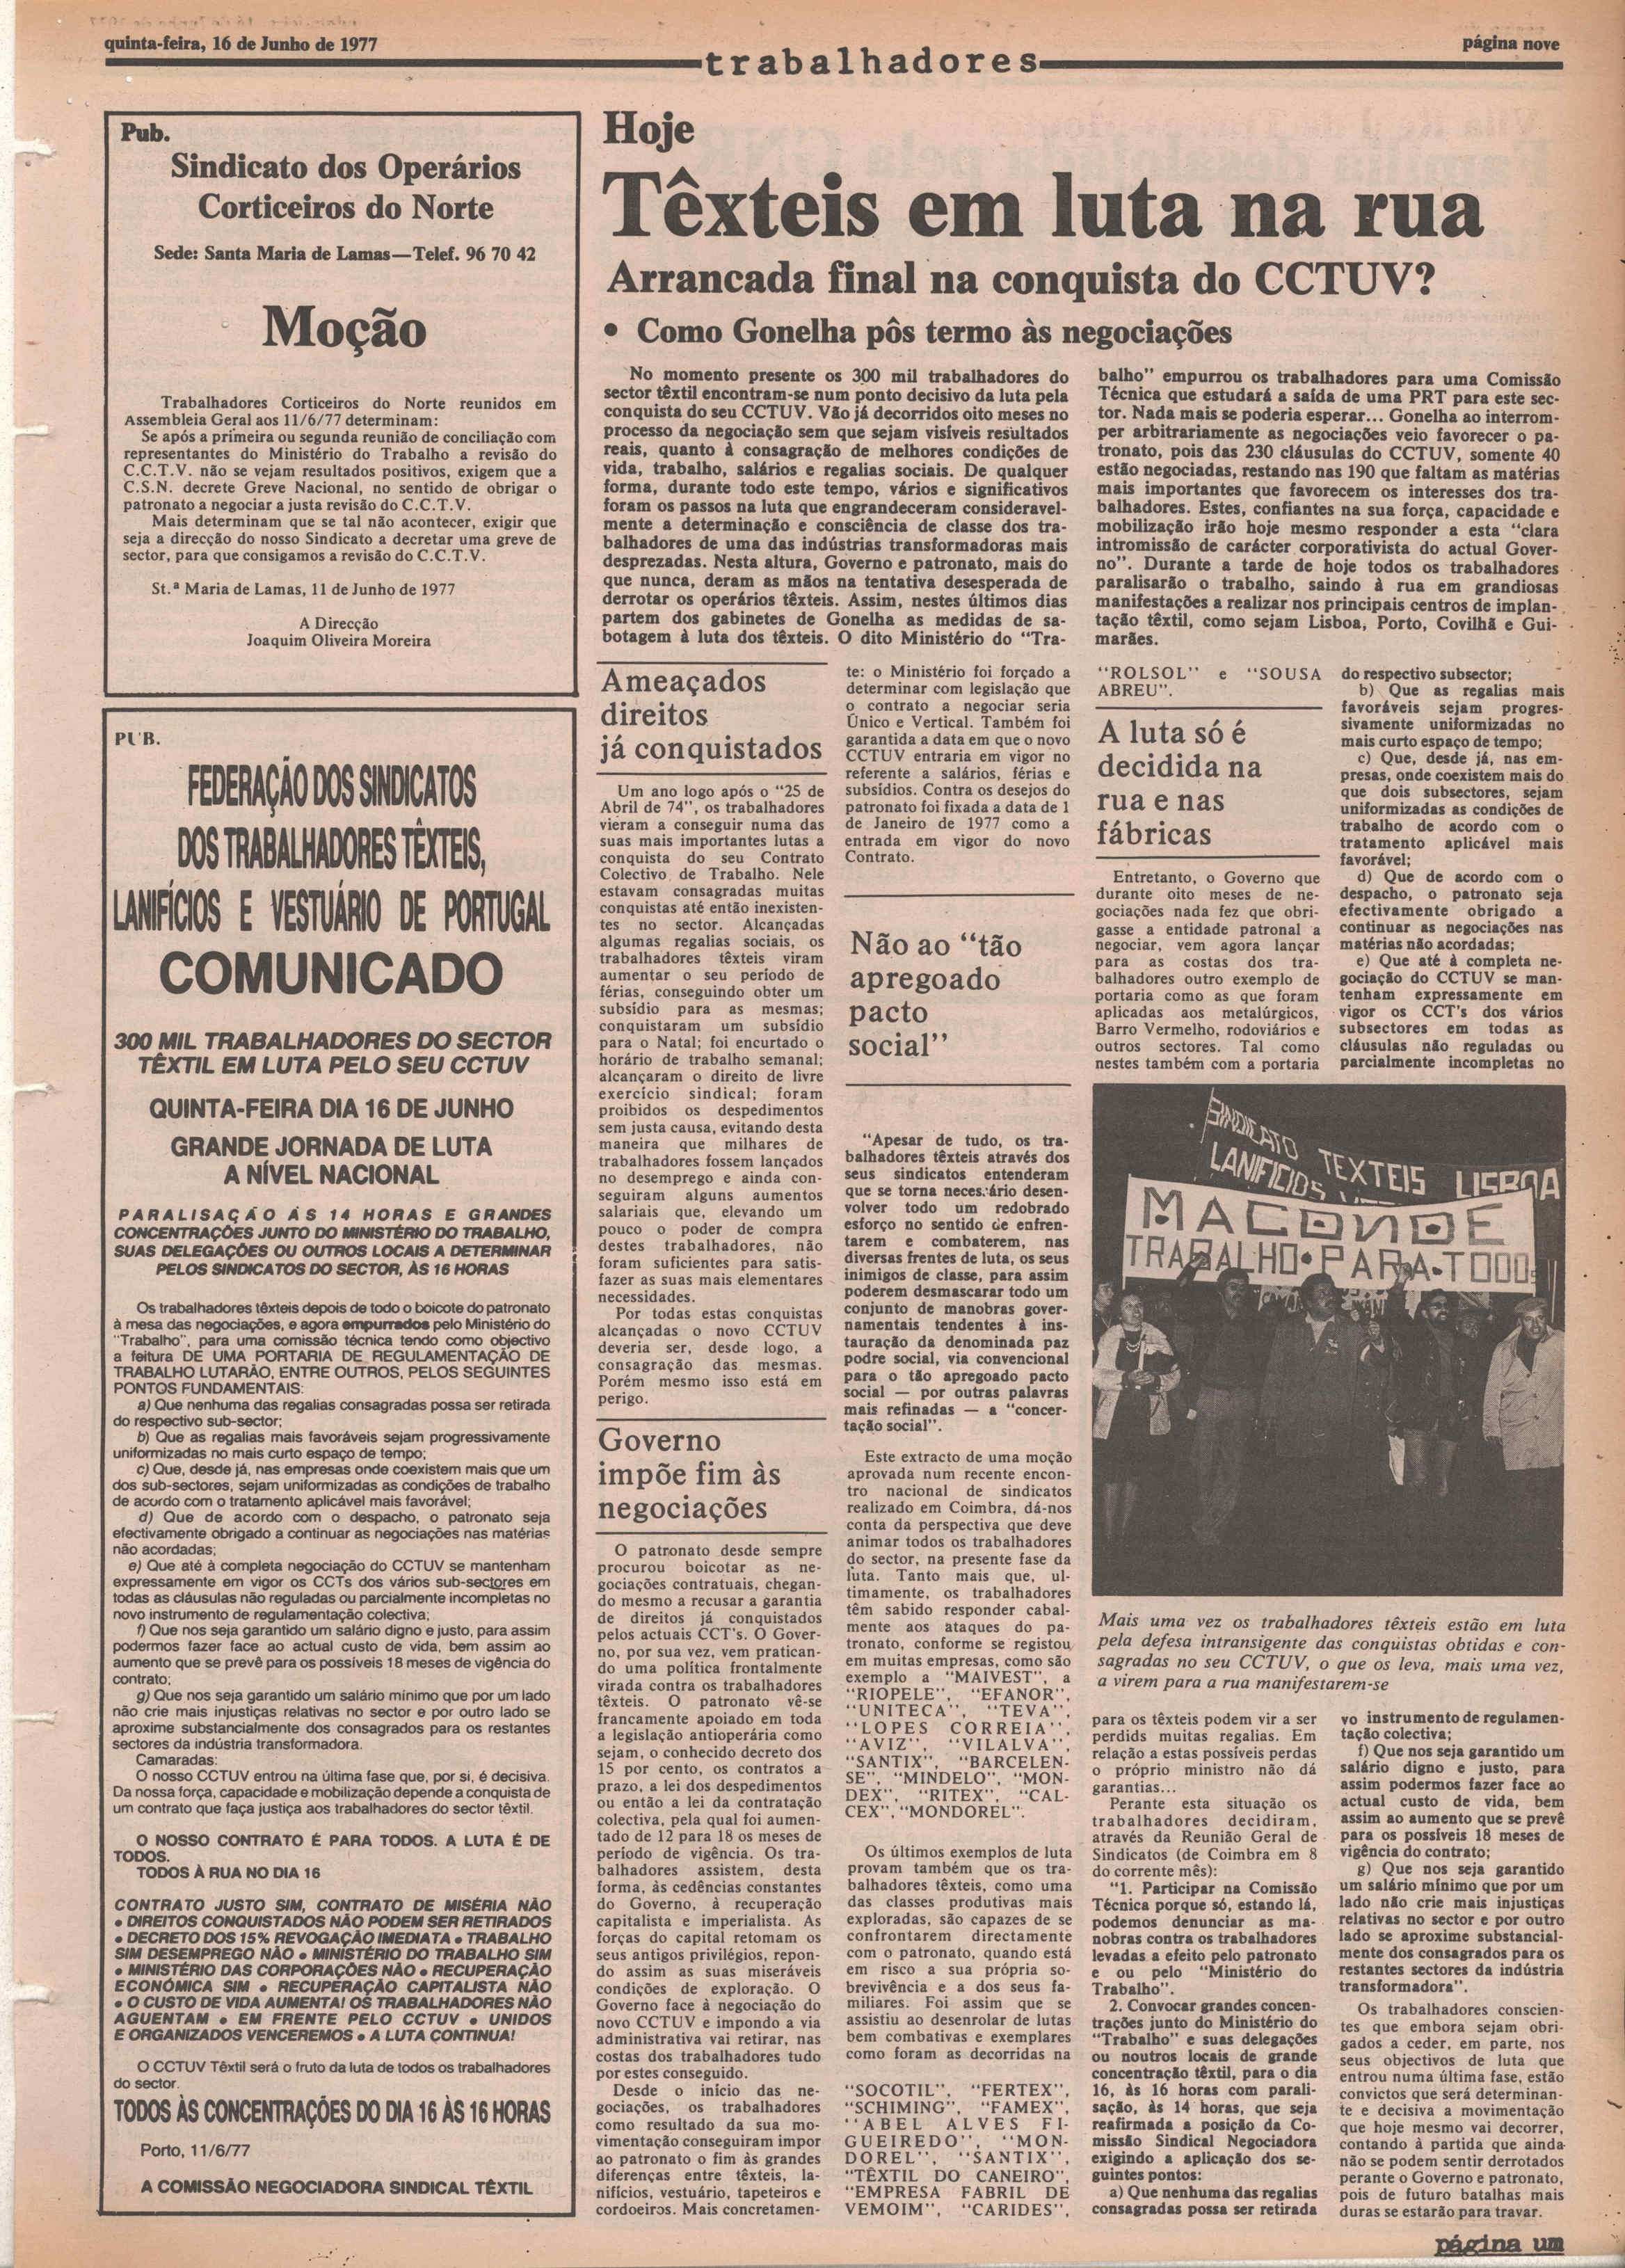 quinta-feira, 16 de Junho de 1977
trabalhadores
página nove
Pub.
Sindicato dos Operários
Corticeiros do Norte
Sede: Santa Maria de Lamas—Telef. 96 70 42
Moção
Trabalhadores Corticeiros do Norte reunidos em
Assembleia Geral aos 11/6/77 determinam:
Se após a primeira ou segunda reunião de conciliação com
representantes do Ministério do Trabalho a revisão do
C.C.T.V. não se vejam resultados positivos, exigem que a
C.S.N. decrete Greve Nacional, no sentido de obrigar o
patronato a negociar a justa revisão do C.C.T.V.
Mais determinam que se tal não acontecer, exigir que
seja a direcção do nosso Sindicato a decretar uma greve de
sector, para que consigamos a revisão do C.C.T.V.
St.ª Maria de Lamas, 11 de Junho de 1977
A Direcção
Joaquim Oliveira Moreira
PUB.
FEDERAÇÃO DOS SINDICATOS
DOS TRABALHADORES TÊXTEIS,
LANIFÍCIOS E VESTUÁRIO DE PORTUGAL
COMUNICADO
300 MIL TRABALHADORES DO SECTOR
TÊXTIL EM LUTA PELO SEU CCTUV
QUINTA-FEIRA DIA 16 DE JUNHO
GRANDE JORNADA DE LUTA
A NÍVEL NACIONAL
PARALISAÇÃO ÁS 14 HORAS E GRANDES
CONCENTRAÇÕES JUNTO DO MINISTÉRIO DO TRABALHO,
SUAS DELEGAÇÕES OU OUTROS LOCAIS A DETERMINAR
PELOS SINDICATOS DO SECTOR, ÀS 16 HORAS
Os trabalhadores têxteis depois de todo o boicote do patronato
à mesa das negociações, e agora empurrados pelo Ministério do
"Trabalho", para uma comissão técnica tendo como objectivo
a feitura DE UMA PORTARIA DE REGULAMENTAÇÃO DE
TRABALHO LUTARÃO, ENTRE OUTROS, PELOS SEGUINTES
PONTOS FUNDAMENTAIS:
a) Que nenhuma das regalias consagradas possa ser retirada
do respectivo sub-sector;
b) Que as regalias mais favoráveis sejam progressivamente
uniformizadas no mais curto espaço de tempo;
c) Que, desde já, nas empresas onde coexistem mais que um
dos sub-sectores, sejam uniformizadas as condições de trabalho
de acordo com o tratamento aplicável mais favorável;
d) Que de acordo com o despacho, o patronato seja
efectivamente obrigado a continuar as negociações nas matérias
não acordadas;
e) Que até à completa negociação do CCTUV se mantenham
expressamente em vigor os CCTs dos vários sub-sectores em
todas as cláusulas não reguladas ou parcialmente incompletas no
novo instrumento de regulamentação colectiva;
f) Que nos seja garantido um salário digno e justo, para assim
podermos fazer face ao actual custo de vida, bem assim ao
aumento que se prevê para os possíveis 18 meses de vigência do
contrato;
g) Que nos seja garantido um salário mínimo que por um lado
não crie mais injustiças relativas no sector e por outro lado se
aproxime substancialmente dos consagrados para os restantes
sectores da indústria transformadora.
Camaradas:
O nosso CCTUV entrou na última fase que, por si, é decisiva.
Da nossa força, capacidade e mobilização depende a conquista de
um contrato que faça justiça aos trabalhadores do sector têxtil.
O NOSSO CONTRATO É PARA TODOS. A LUTA É DE
TODOS.
TODOS À RUA NO DIA 16
CONTRATO JUSTO SIM, CONTRATO DE MISÉRIA NÃO
• DIREITOS CONQUISTADOS NÃO PODEM SER RETIRADOS
• DECRETO DOS 15% REVOGAÇÃO IMEDIATA • TRABALHO
SIM DESEMPREGO NÃO • MINISTÉRIO DO TRABALHO SIM
• MINISTÉRIO DAS CORPORAÇÕES NÃO • RECUPERAÇÃO
ECONÓMICA SIM • RECUPERAÇÃO CAPITALISTA NÃO
• O CUSTO DE VIDA AUMENTA! OS TRABALHADORES NÃO
AGUENTAM • EM FRENTE PELO CCTUV • UNIDOS
E ORGANIZADOS VENCEREMOS • A LUTA CONTINUA!
O CCTUV Têxtil será o fruto da luta de todos os trabalhadores
do sector.
TODOS ÀS CONCENTRAÇÕES DO DIA 16 ÀS 16 HORAS
Porto, 11/6/77
A COMISSÃO NEGOCIADORA SINDICAL TÊXTIL
Hoje
Têxteis em luta na rua
Arrancada final na conquista do CCTUV?
• Como Gonelha pôs termo às negociações
No momento presente os 300 mil trabalhadores do
sector têxtil encontram-se num ponto decisivo da luta pela
conquista do seu CCTUV. Vão já decorridos oito meses no
processo da negociação sem que sejam visíveis resultados
reais, quanto à consagração de melhores condições de
vida, trabalho, salários e regalias sociais. De qualquer
forma, durante todo este tempo, vários e significativos
foram os passos na luta que engrandeceram consideravel-
mente a determinação e consciência de classe dos tra-
balhadores de uma das indústrias transformadoras mais
desprezadas. Nesta altura, Governo e patronato, mais do
que nunca, deram as mãos na tentativa desesperada de
derrotar os operários têxteis. Assim, nestes últimos dias
partem dos gabinetes de Gonelha as medidas de sa-
botagem à luta dos têxteis. O dito Ministério do "Tra-
balho" empurrou os trabalhadores para uma Comissão
Técnica que estudará a saída de uma PRT para este sec-
tor. Nada mais se poderia esperar... Gonelha ao interrom-
per arbitrariamente as negociações veio favorecer o pa-
tronato, pois das 230 cláusulas do CCTUV, somente 40
estão negociadas, restando nas 190 que faltam as matérias
mais importantes que favorecem os interesses dos tra-
balhadores. Estes, confiantes na sua força, capacidade e
mobilização irão hoje mesmo responder a esta "clara
intromissão de carácter corporativista do actual Gover-
no". Durante a tarde de hoje todos os trabalhadores
paralisarão o trabalho, saindo à rua em grandiosas
manifestações a realizar nos principais centros de implan-
tação têxtil, como sejam Lisboa, Porto, Covilhã e Gui-
marães.
Ameaçados
direitos
já conquistados
Um ano logo após o "25 de
Abril de 74", os trabalhadores
vieram a conseguir numa das
suas mais importantes lutas a
conquista do seu Contrato
Colectivo de Trabalho. Nele
estavam consagradas muitas
conquistas até então inexisten-
tes no sector. Alcançadas
algumas regalias sociais, os
trabalhadores têxteis viram
aumentar o seu período de
férias, conseguindo obter um
subsídio para as mesmas;
conquistaram um subsídio
para o Natal; foi encurtado o
horário de trabalho semanal;
alcançaram o direito de livre
exercício sindical; foram
proibidos os despedimentos
sem justa causa, evitando desta
maneira que milhares de
trabalhadores fossem lançados
no desemprego e ainda con-
seguiram alguns aumentos
salariais que, elevando um
pouco o poder de compra
destes trabalhadores, não
foram suficientes para satis-
fazer as suas mais elementares
necessidades.
Por todas estas conquistas
alcançadas o novo CCTUV
deveria ser, desde logo, a
consagração das mesmas.
Porém mesmo isso está em
perigo.
Governo
impõe fim às
negociações
O patronato desde sempre
procurou boicotar as ne-
gociações contratuais, chegan-
do mesmo a recusar a garantia
de direitos já conquistados
pelos actuais CCT's. O Gover-
no, por sua vez, vem pratican-
do uma política frontalmente
virada contra os trabalhadores
têxteis. O patronato vê-se
francamente apoiado em toda
a legislação antioperária como
sejam, o conhecido decreto dos
15 por cento, os contratos a
prazo, a lei dos despedimentos
ou então a lei da contratação
colectiva, pela qual foi aumen-
tado de 12 para 18 os meses de
período de vigência. Os tra-
balhadores assistem, desta
forma, às cedências constantes
do Governo, à recuperação
capitalista e imperialista. As
forças do capital retomam os
seus antigos privilégios, repon-
do assim as suas miseráveis
condições de exploração. O
Governo face à negociação do
novo CCTUV e impondo a via
administrativa vai retirar, nas
costas dos trabalhadores tudo
por estes conseguido.
Desde o início das ne-
gociações, os trabalhadores
como resultado da sua mo-
vimentação conseguiram impor
ao patronato o fim às grandes
diferenças entre têxteis, la-
nifícios, vestuário, tapeteiros e
cordoeiros. Mais concretamen-
te: o Ministério foi forçado a
determinar com legislação que
o contrato a negociar seria
Único e Vertical. Também foi
garantida a data em que o novo
CCTUV entraria em vigor no
referente a salários, férias e
subsídios. Contra os desejos do
patronato foi fixada a data de 1
de Janeiro de 1977 como a
entrada em vigor do novo
Contrato.
Não ao "tão
apregoado
pacto
social"
"Apesar de tudo, os tra-
balhadores têxteis através dos
seus sindicatos entenderam
que se torna necessário desen-
volver todo um redobrado
esforço no sentido de enfren-
tarem e combaterem, nas
diversas frentes de luta, os seus
inimigos de classe, para assim
poderem desmascarar todo um
conjunto de manobras gover-
namentais tendentes à ins-
tauração da denominada paz
podre social, via convencional
para o tão apregoado pacto
social — por outras palavras
mais refinadas — a "concer-
tação social".
Este extracto de uma moção
aprovada num recente encon-
tro nacional de sindicatos
realizado em Coimbra, dá-nos
conta da perspectiva que deve
animar todos os trabalhadores
do sector, na presente fase da
luta. Tanto mais que, ul-
timamente, os trabalhadores
têm sabido responder cabal-
mente aos ataques do pa-
tronato, conforme se registou
em muitas empresas, como são
exemplo a "MAIVEST", a
"RIOPELE", "EFANOR",
"UNITECA", "TEVA",
"LOPES CORREIA",
"AVIZ", "VILALVA",
"SANTIX", "BARCELEN-
SE", "MINDELO", "MON-
DEX", "RITEX", "CAL-
CEX", "MONDOREL".
Os últimos exemplos de luta
provam também que os tra-
balhadores têxteis, como uma
das classes produtivas mais
exploradas, são capazes de se
confrontarem directamente
com o patronato, quando está
em risco a sua própria so-
brevivência e a dos seus fa-
miliares. Foi assim que se
assistiu ao desenrolar de lutas
bem combativas e exemplares
como foram as decorridas na
"SOCOTIL", "FERTEX",
"SCHIMING", "FAMEX",
"ABEL ALVES FI-
GUEIREDO", "MON-
DOREL", "SANTIX",
"TÊXTIL DO CANEIRO",
"EMPRESA FABRIL DE
VEMOIM", "CARIDES",
"ROLSOL" e "SOUSA
ABREU".
A luta só é
decidida na
rua e nas
fábricas
Entretanto, o Governo que
durante oito meses de ne-
gociações nada fez que obri-
gasse a entidade patronal a
negociar, vem agora lançar
para as costas dos tra-
balhadores outro exemplo de
portaria como as que foram
aplicadas aos metalúrgicos,
Barro Vermelho, rodoviários e
outros sectores. Tal como
nestes também com a portaria
SINDICATO TEXTEIS
LANIFICIOS
LISBOA
MACONDE
TRABALHO•PARA•TODOS
Mais uma vez os trabalhadores têxteis estão em luta
pela defesa intransigente das conquistas obtidas e con-
sagradas no seu CCTUV, o que os leva, mais uma vez,
a virem para a rua manifestarem-se
para os têxteis podem vir a ser
perdids muitas regalias. Em
relação a estas possíveis perdas
o próprio ministro não dá
garantias...
Perante esta situação os
trabalhadores decidiram,
através da Reunião Geral de
Sindicatos (de Coimbra em 8
do corrente mês):
"1. Participar na Comissão
Técnica porque só, estando lá,
podemos denunciar as ma-
nobras contra os trabalhadores
levadas a efeito pelo patronato
e ou pelo "Ministério do
Trabalho".
2. Convocar grandes concen-
trações junto do Ministério do
"Trabalho" e suas delegações
ou noutros locais de grande
concentração têxtil, para o dia
16, às 16 horas com parali-
sação, às 14 horas, que seja
reafirmada a posição da Co-
missão Sindical Negociadora
exigindo a aplicação dos se-
guintes pontos:
a) Que nenhuma das regalias
consagradas possa ser retirada
do respectivo subsector;
b) Que as regalias mais
favoráveis sejam progres-
sivamente uniformizadas no
mais curto espaço de tempo;
c) Que, desde já, nas em-
presas, onde coexistem mais do
que dois subsectores, sejam
uniformizadas as condições de
trabalho de acordo com o
tratamento aplicável mais
favorável;
d) Que de acordo com o
despacho, o patronato seja
efectivamente obrigado a
continuar as negociações nas
matérias não acordadas;
e) Que até à completa ne-
gociação do CCTUV se man-
tenham expressamente em
vigor os CCT's dos vários
subsectores em todas as
cláusulas não reguladas ou
parcialmente incompletas no
vo instrumento de regulamen-
tação colectiva;
f) Que nos seja garantido um
salário digno e justo, para
assim podermos fazer face ao
actual custo de vida, bem
assim ao aumento que se prevê
para os possíveis 18 meses de
vigência do contrato;
g) Que nos seja garantido
um salário mínimo que por um
lado não crie mais injustiças
relativas no sector e por outro
lado se aproxime substancial-
mente dos consagrados para os
restantes sectores da indústria
transformadora".
Os trabalhadores conscien-
tes que embora sejam obri-
gados a ceder, em parte, nos
seus objectivos de luta que
entrou numa última fase, estão
convictos que será determinan-
te e decisiva a movimentação
que hoje mesmo vai decorrer,
contando à partida que ainda
não se podem sentir derrotados
perante o Governo e patronato,
pois de futuro batalhas mais
duras se estarão para travar.
página um